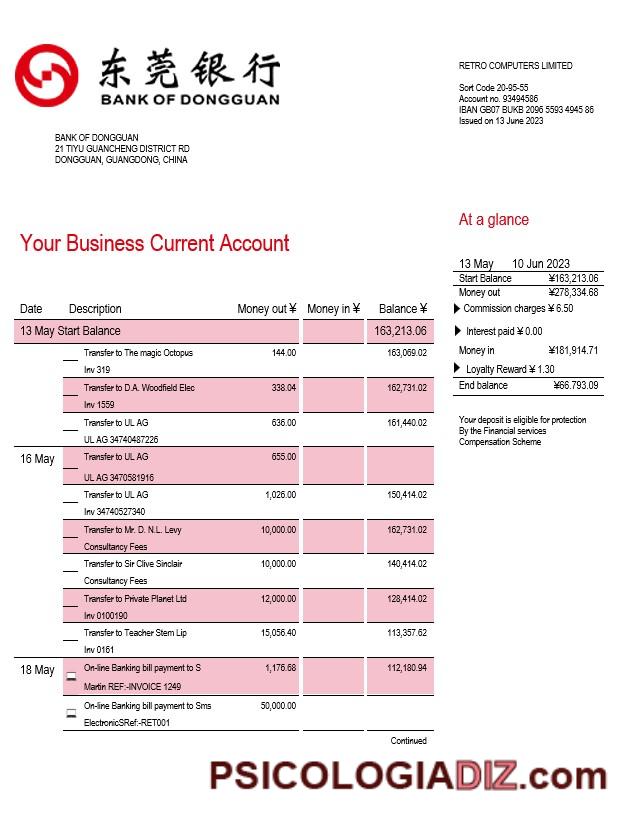 东莞银行
BANK OF DONGGUAN
RETRO COMPUTERS LIMITED
Sort Code 20-95-55
Account no. 93494586
IBAN GB07 BUKB 2096 5593 4945 86
Issued on 13 June 2023
BANK OF DONGGUAN
21 TIYU GUANCHENG DISTRICT RD
DONGGUAN, GUANGDONG, CHINA
At a glance
13 May 10 Jun 2023
Start Balance ¥163,213.06
Money out ¥278,334.68
Commission charges ¥ 6.50
Interest paid ¥ 0.00
Money in ¥181,914.71
Loyalty Reward ¥ 1.30
End balance ¥66.793.09
Your deposit is eligible for protection
By the Financial services
Compensation Scheme
Your Business Current Account
Date Description Money out ¥ Money in ¥ Balance ¥
13 May Start Balance 163,213.06
Transfer to The magic Octopus 144.00 163,069.02
Inv 319
Transfer to D.A. Woodfield Elec 338.04 162,731.02
Inv 1559
Transfer to UL AG 636.00 161,440.02
UL AG 34740487226
16 May Transfer to UL AG 655.00
UL AG 3470581916
Transfer to UL AG 1,026.00 150,414.02
Inv 34740527340
Transfer to Mr. D. N.L. Levy 10,000.00 162,731.02
Consultancy Fees
Transfer to Sir Clive Sinclair 10,000.00 140,414.02
Consultancy Fees
Transfer to Private Planet Ltd 12,000.00 128,414.02
Inv 0100190
Transfer to Teacher Stem Lip 15,056.40 113,357.62
Inv 0161
18 May On-line Banking bill payment to S 1,176.68 112,180.94
Martin REF:-INVOICE 1249
On-line Banking bill payment to Sms 50,000.00
ElectronicSRef:-RET001
Continued
PSICOLOGIADIZ.com